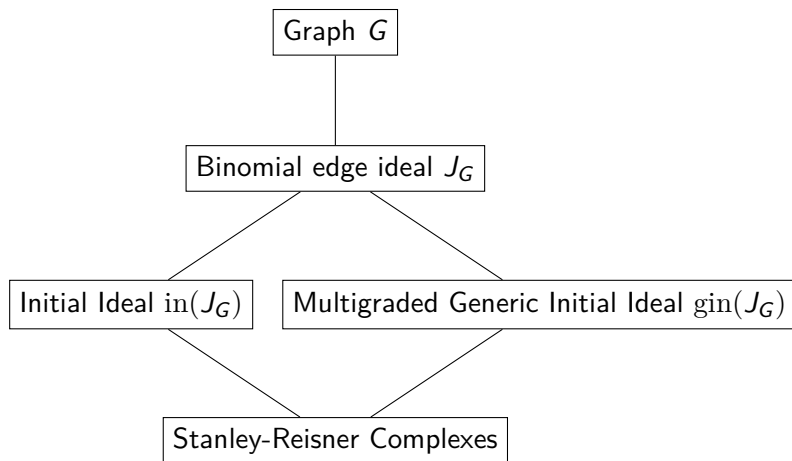 Graph G
Binomial edge ideal J_G
Initial Ideal in(J_G)
Multigraded Generic Initial Ideal gin(J_G)
Stanley-Reisner Complexes